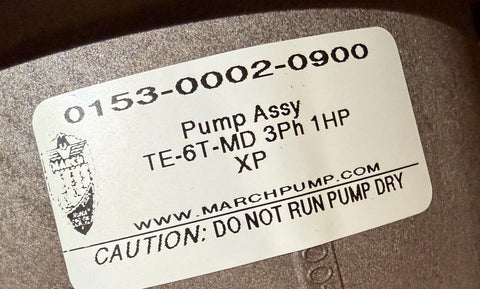 0153-0002-0900
Pump Assy
TE-6T-MD 3Ph 1HP
XP
WWW.MARCHPUMP.COM
CAUTION: DO NOT RUN PUMP DRY